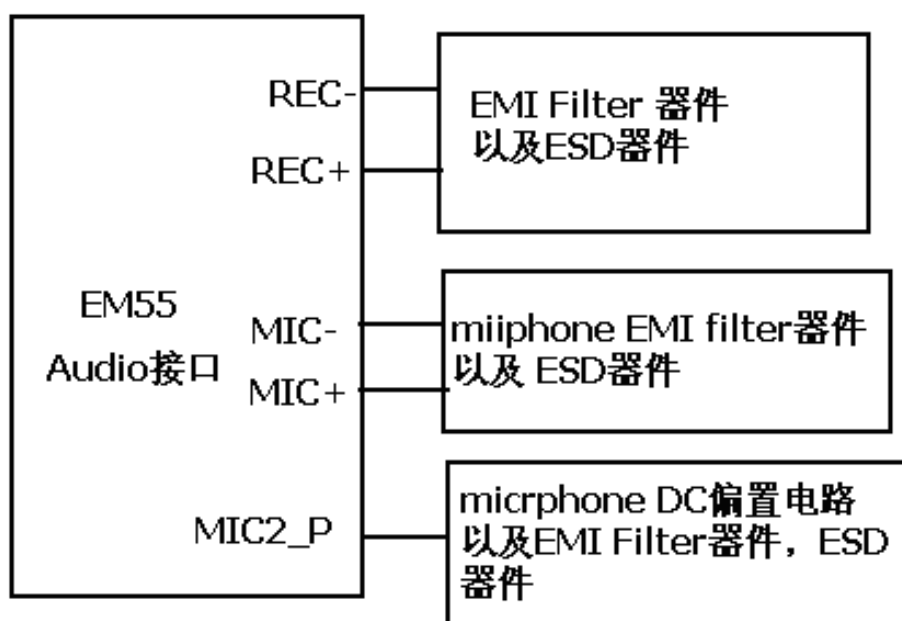 REC-
REC+
EM55
Audio接口
MIC-
MIC+
MIC2_P
EMI Filter 器件
以及ESD器件
miiphone EMI filter器件
以及 ESD器件
micrphone DC偏置电路
以及EMI Filter器件，ESD
器件